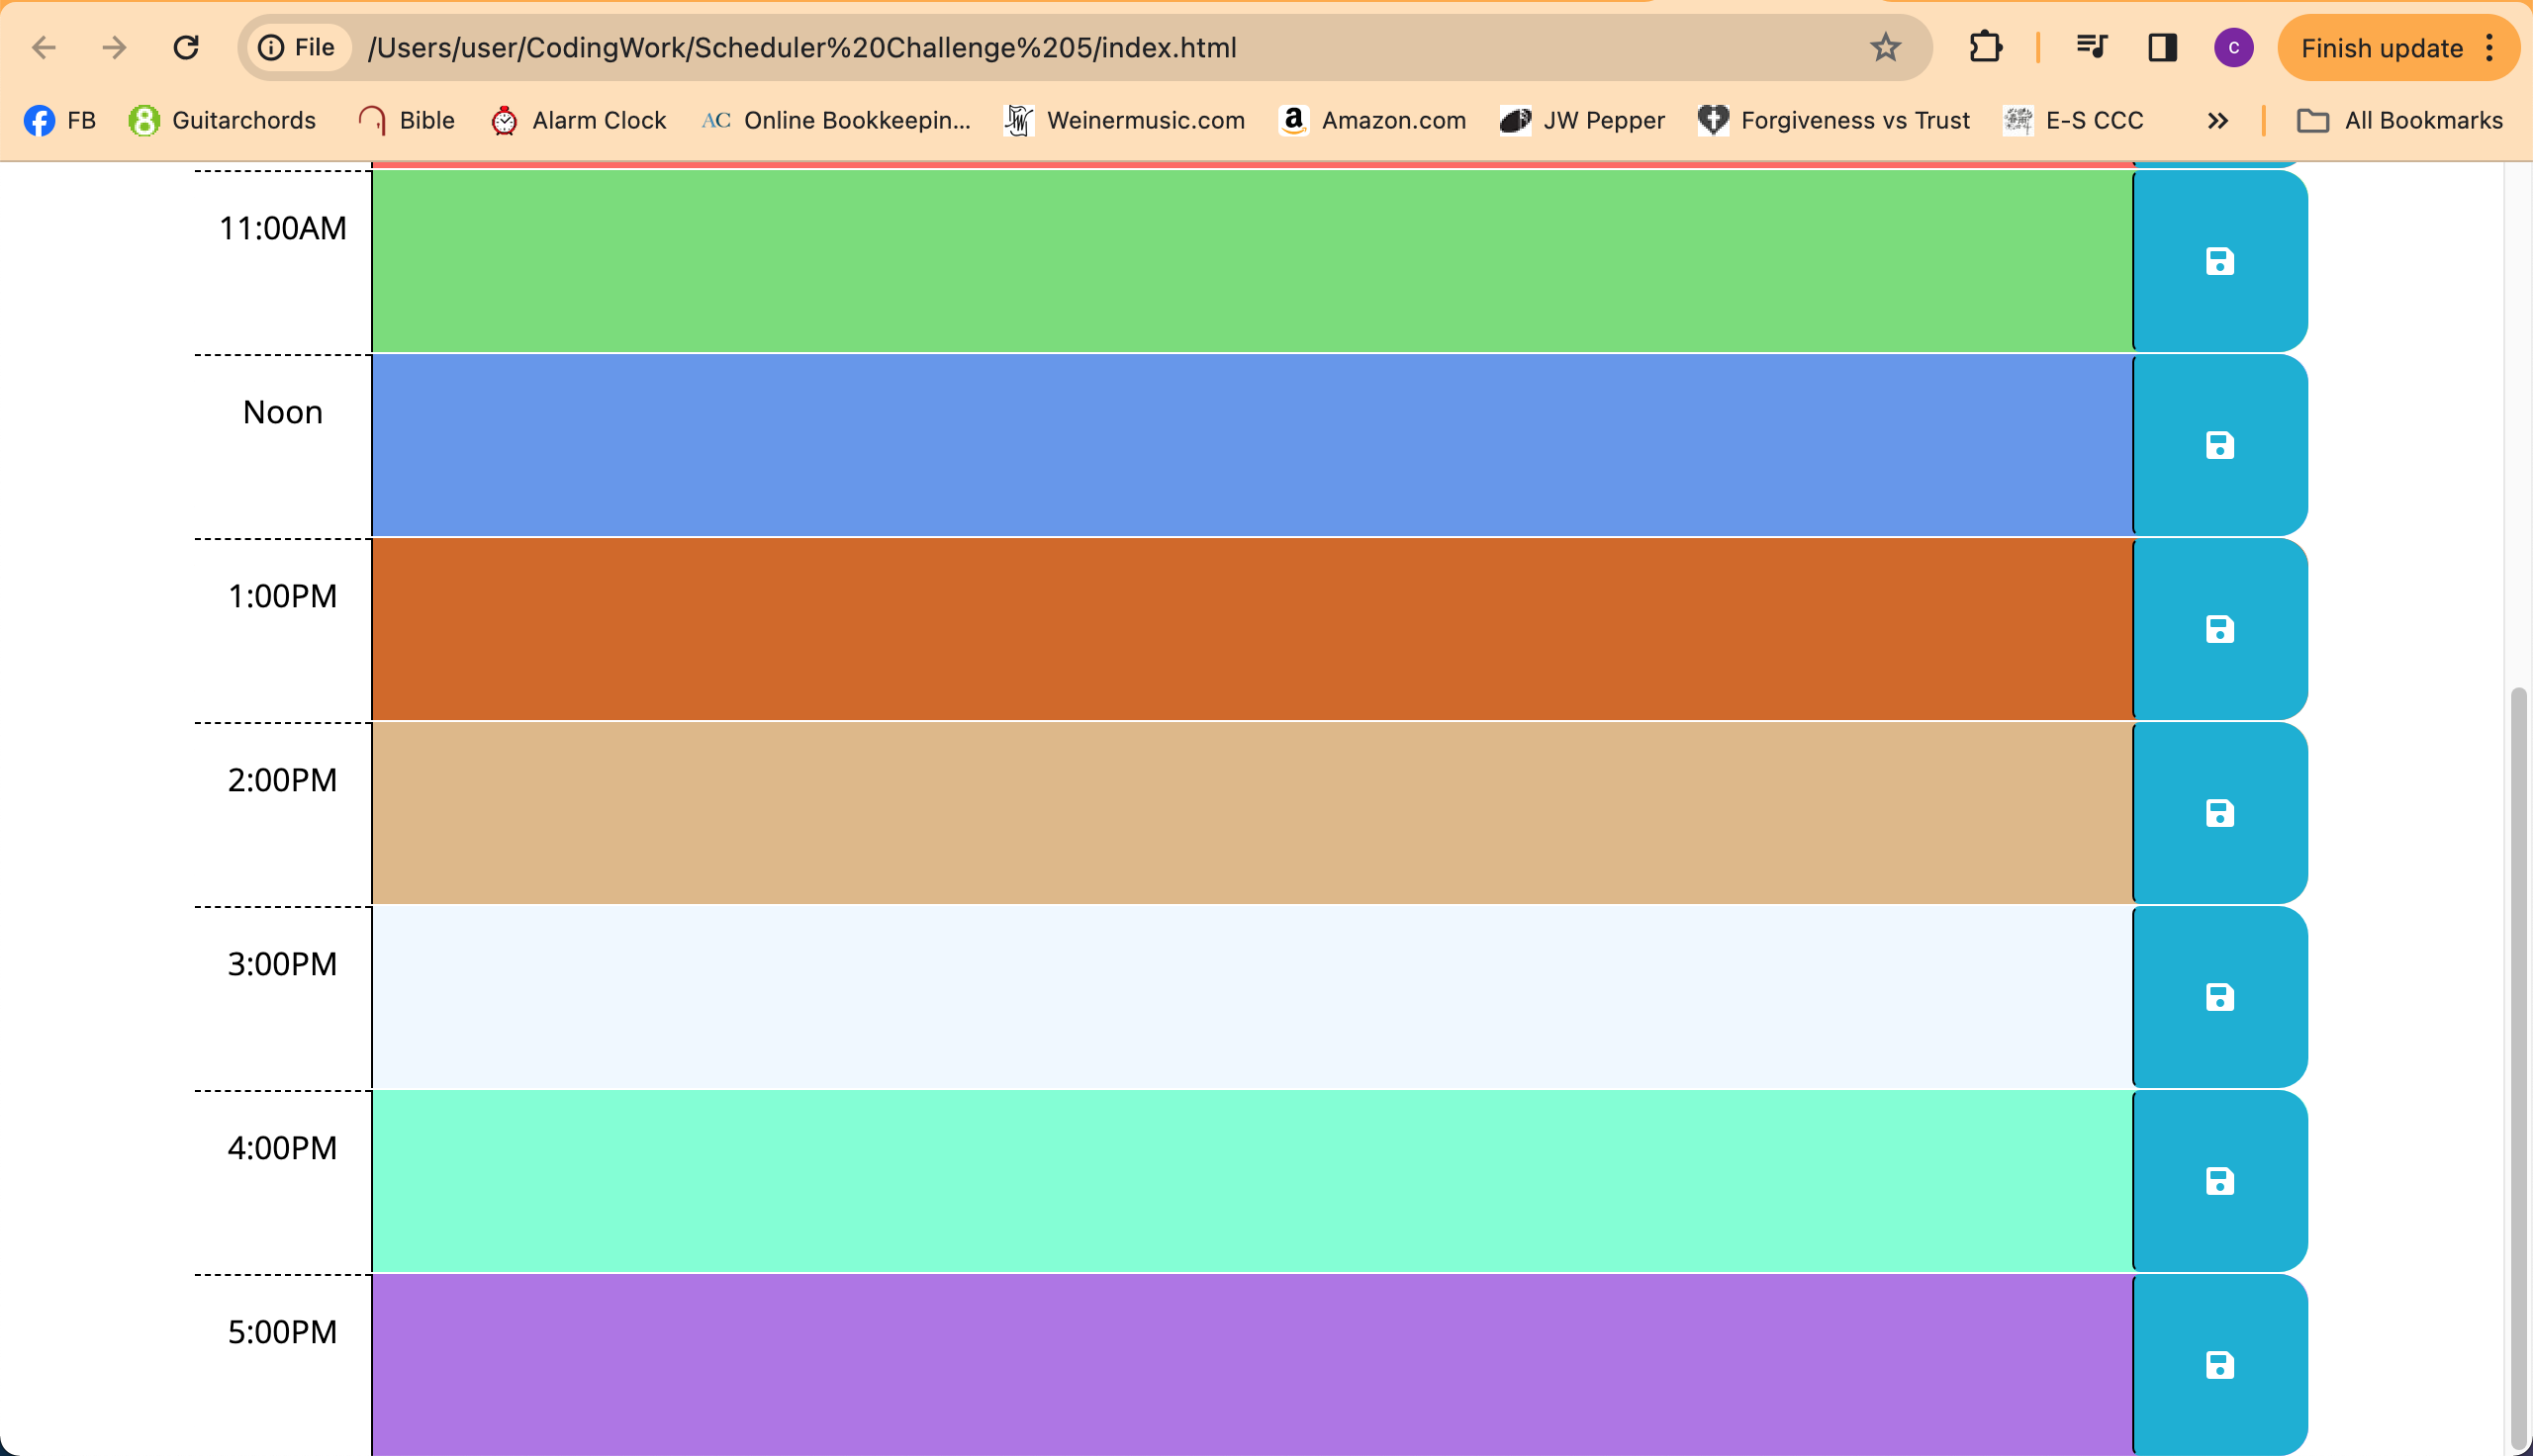 File /Users/user/CodingWork/Scheduler%20Challenge%205/index.html C Finish update
FB Guitarchords Bible Alarm Clock AC Online Bookkeepin... Weinermusic.com a Amazon.com JW Pepper Forgiveness vs Trust E-S CCC » All Bookmarks
11:00AM
Noon
1:00PM
2:00PM
3:00PM
4:00PM
5:00PM